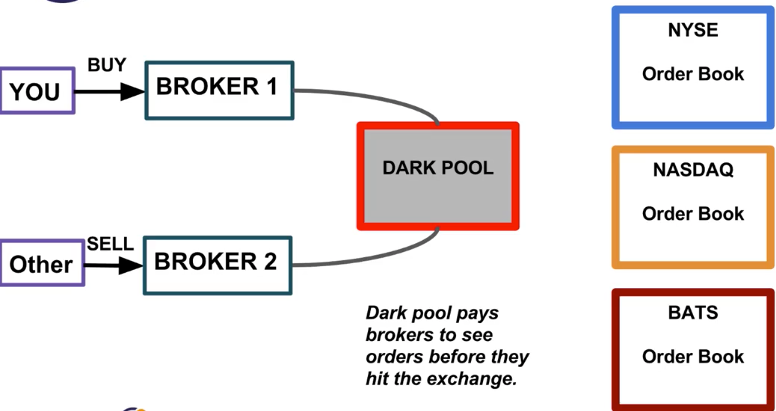 BUY
YOU
BROKER 1
DARK POOL
SELL
Other
BROKER 2
Dark pool pays
brokers to see
orders before they
hit the exchange.
NYSE
Order Book
NASDAQ
Order Book
BATS
Order Book